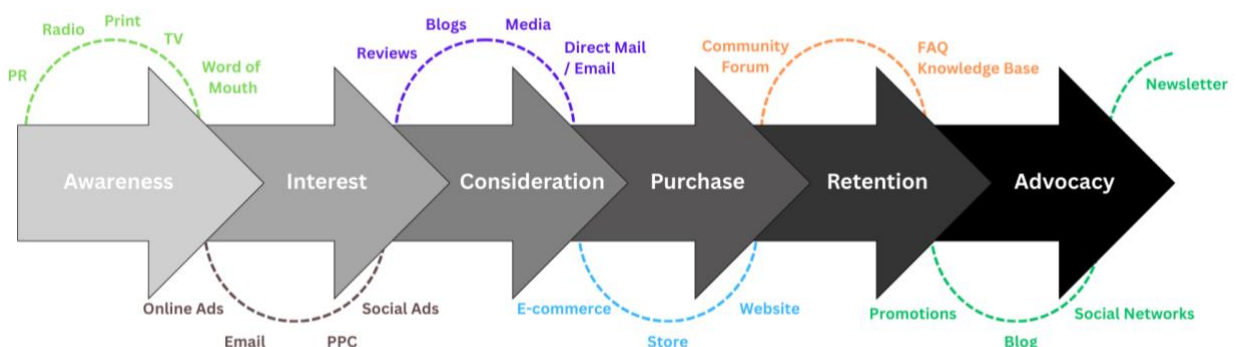 PR
Radio
Print
TV
Word of
Mouth
Reviews
Blogs
Media
Direct Mail
/ Email
Community
Forum
FAQ
Knowledge Base
Newsletter
Awareness
Interest
Consideration
Purchase
Retention
Advocacy
Online Ads
Email
PPC
Social Ads
E-commerce
Store
Website
Promotions
Blog
Social Networks